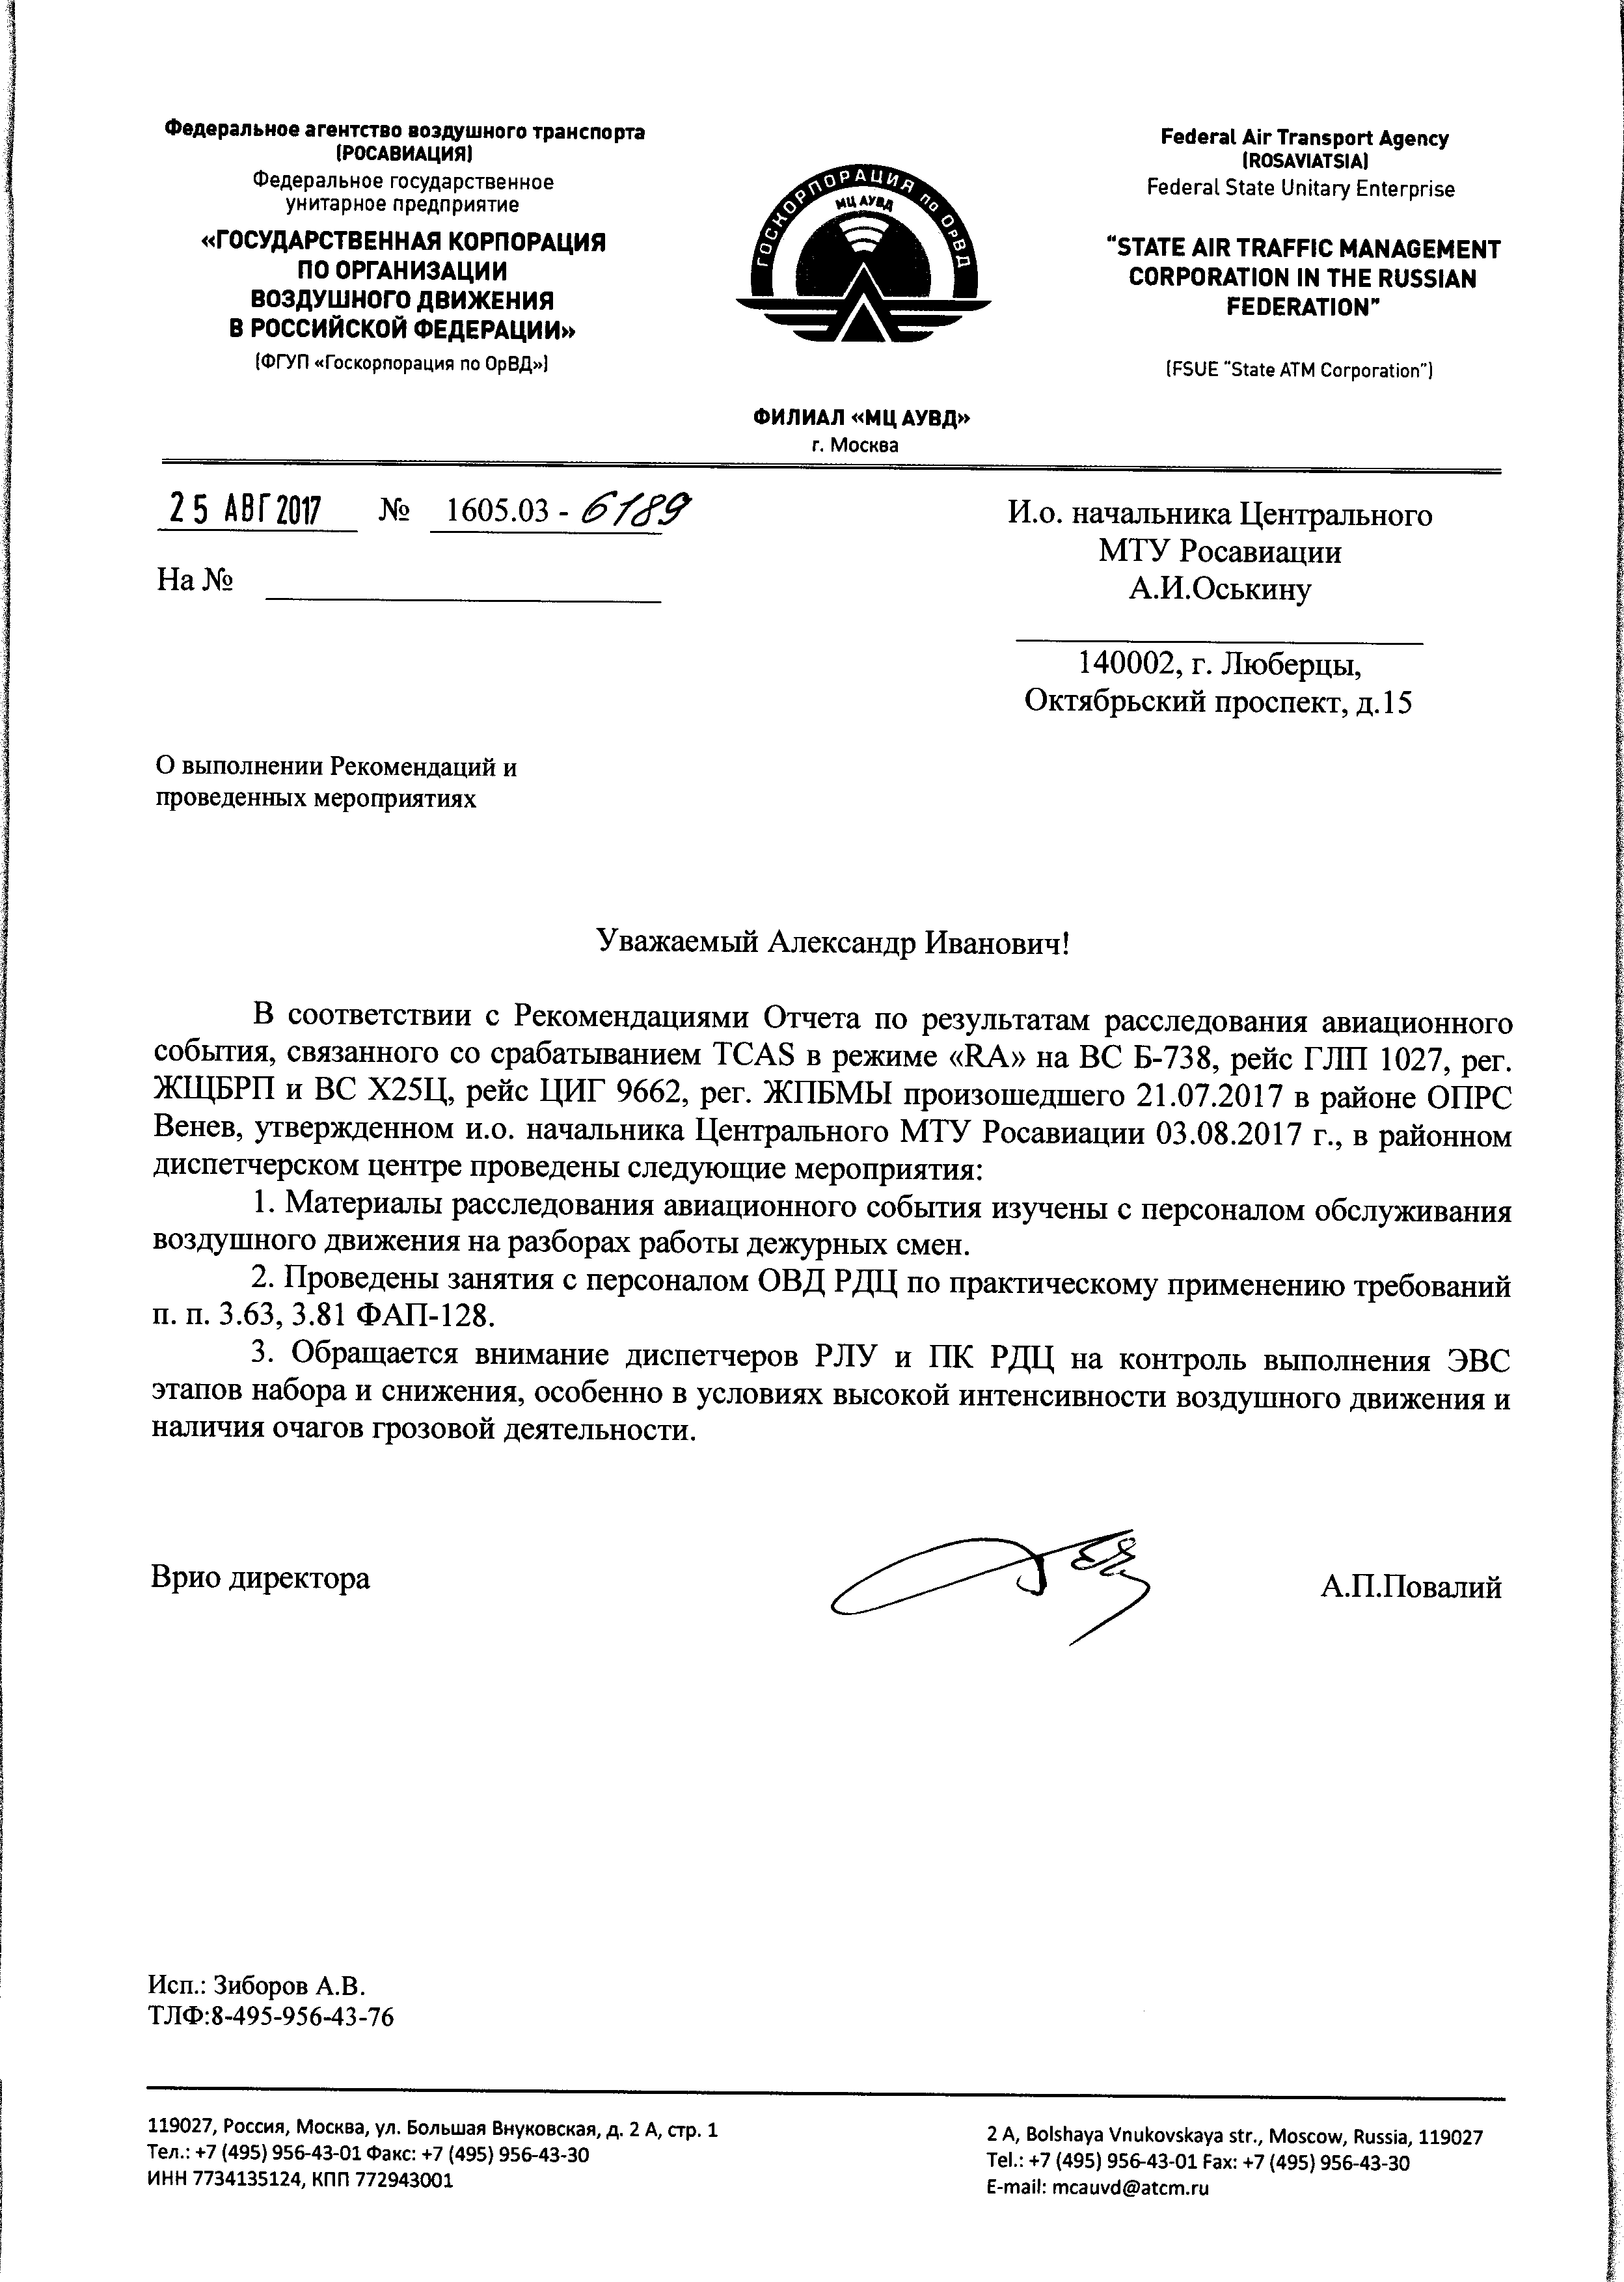 Федеральное агентство воздушного транспорта
(РОСАВИАЦИЯ)
Федеральное государственное
унитарное предприятие
«ГОСУДАРСТВЕННАЯ КОРПОРАЦИЯ
ПО ОРГАНИЗАЦИИ
ВОЗДУШНОГО ДВИЖЕНИЯ
В РОССИЙСКОЙ ФЕДЕРАЦИИ»
(ФГУП «Госкорпорация по ОрВД»)
ГОСКОРПОРАЦИЯ по ОрВД
МЦ АУВД
Federal Air Transport Agency
(ROSAVIATSIA)
Federal State Unitary Enterprise
"STATE AIR TRAFFIC MANAGEMENT
CORPORATION IN THE RUSSIAN
FEDERATION"
(FSUE "State ATM Corporation")
ФИЛИАЛ «МЦ АУВД»
г. Москва
25 АВГ 2017 № 1605.03 - 6189
На №
И.о. начальника Центрального
МТУ Росавиации
А.И.Оськину
140002, г. Люберцы,
Октябрьский проспект, д.15
О выполнении Рекомендаций и
проведенных мероприятиях
Уважаемый Александр Иванович!
В соответствии с Рекомендациями Отчета по результатам расследования авиационного
события, связанного со срабатыванием TCAS в режиме «RA» на ВС Б-738, рейс ГЛП 1027, рег.
ЖЩБРП и ВС Х25Ц, рейс ЦИГ 9662, рег. ЖПБМЫ произошедшего 21.07.2017 в районе ОПРС
Венев, утвержденном и.о. начальника Центрального МТУ Росавиации 03.08.2017 г., в районном
диспетчерском центре проведены следующие мероприятия:
1. Материалы расследования авиационного события изучены с персоналом обслуживания
воздушного движения на разборах работы дежурных смен.
2. Проведены занятия с персоналом ОВД РДЦ по практическому применению требований
п. п. 3.63, 3.81 ФАП-128.
3. Обращается внимание диспетчеров РЛУ и ПК РДЦ на контроль выполнения ЭВС
этапов набора и снижения, особенно в условиях высокой интенсивности воздушного движения и
наличия очагов грозовой деятельности.
Врио директора
А.П.Повалий
Исп.: Зиборов А.В.
ТЛФ:8-495-956-43-76
119027, Россия, Москва, ул. Большая Внуковская, д. 2 А, стр. 1
Тел.: +7 (495) 956-43-01 Факс: +7 (495) 956-43-30
ИНН 7734135124, КПП 772943001
2 A, Bolshaya Vnukovskaya str., Moscow, Russia, 119027
Tel.: +7 (495) 956-43-01 Fax: +7 (495) 956-43-30
E-mail: mcauvd@atcm.ru